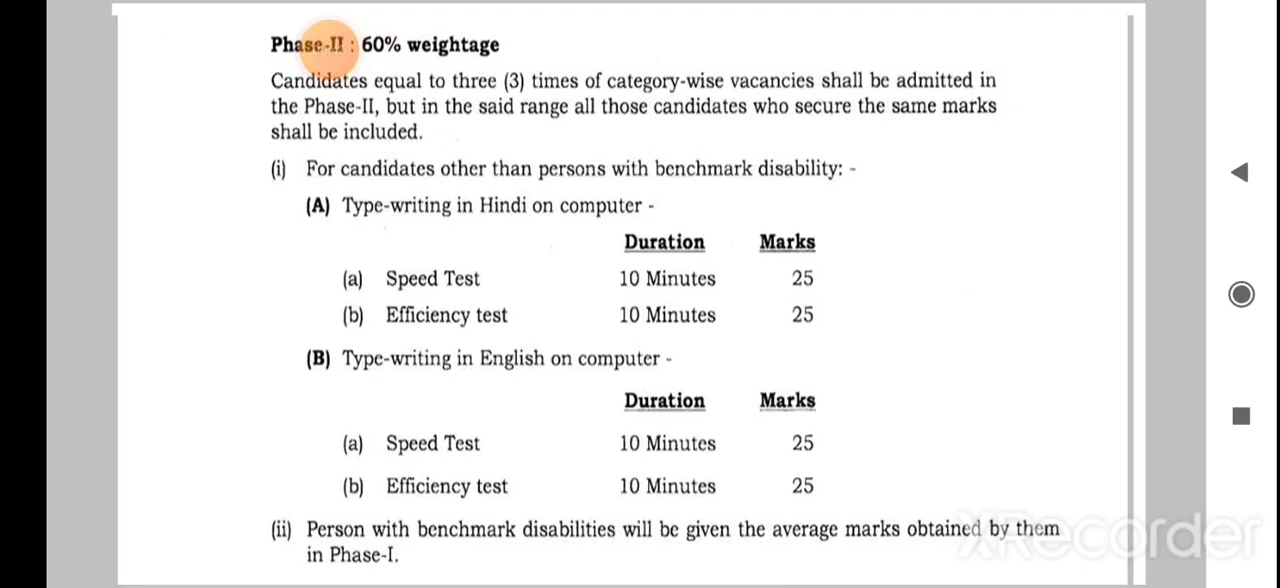 Phase-II : 60% weightage
Candidates equal to three (3) times of category-wise vacancies shall be admitted in
the Phase-II, but in the said range all those candidates who secure the same marks
shall be included.
(i) For candidates other than persons with benchmark disability: -
(A) Type-writing in Hindi on computer -
Duration Marks
(a) Speed Test 10 Minutes 25
(b) Efficiency test 10 Minutes 25
(B) Type-writing in English on computer -
Duration Marks
(a) Speed Test 10 Minutes 25
(b) Efficiency test 10 Minutes 25
(ii) Person with benchmark disabilities will be given the average marks obtained by them
in Phase-I.
XRecorder